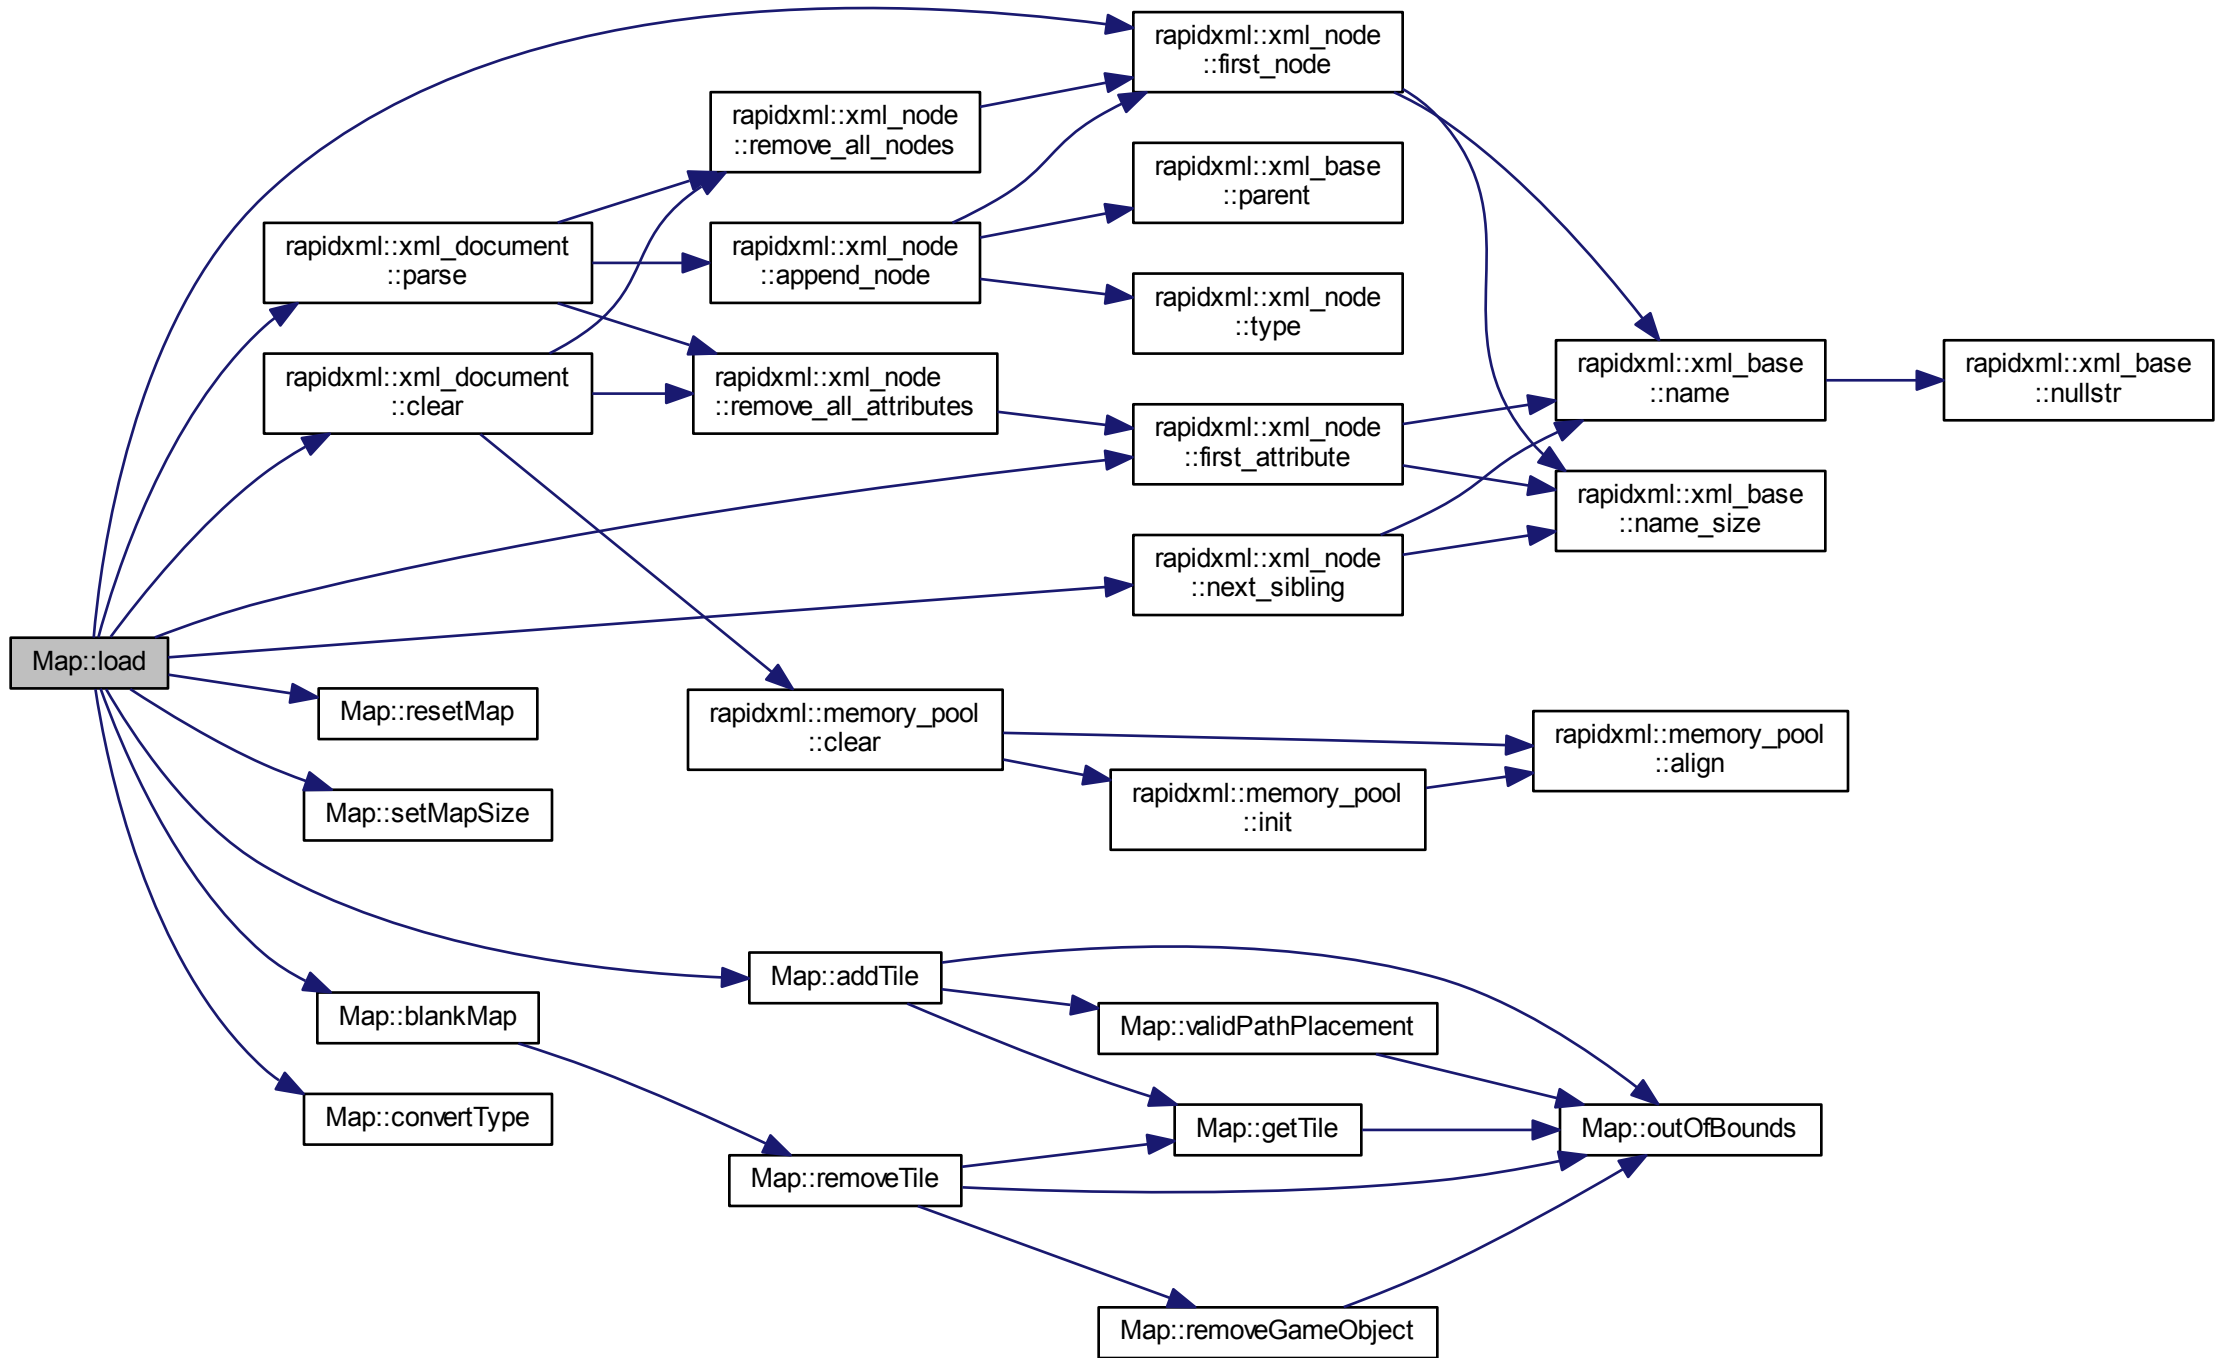 rapidxml::xml_node
::first_node
rapidxml::xml_node
::remove_all_nodes
rapidxml::xml_base
::parent
rapidxml::xml_document
::parse
rapidxml::xml_node
::append_node
rapidxml::xml_node
::type
rapidxml::xml_document
::clear
rapidxml::xml_node
::remove_all_attributes
rapidxml::xml_base
::name
rapidxml::xml_base
::nullstr
rapidxml::xml_node
::first_attribute
rapidxml::xml_base
::name_size
rapidxml::xml_node
::next_sibling
Map::load
Map::resetMap
rapidxml::memory_pool
::clear
rapidxml::memory_pool
::align
Map::setMapSize
rapidxml::memory_pool
::init
Map::addTile
Map::blankMap
Map::validPathPlacement
Map::convertType
Map::getTile
Map::outOfBounds
Map::removeTile
Map::removeGameObject